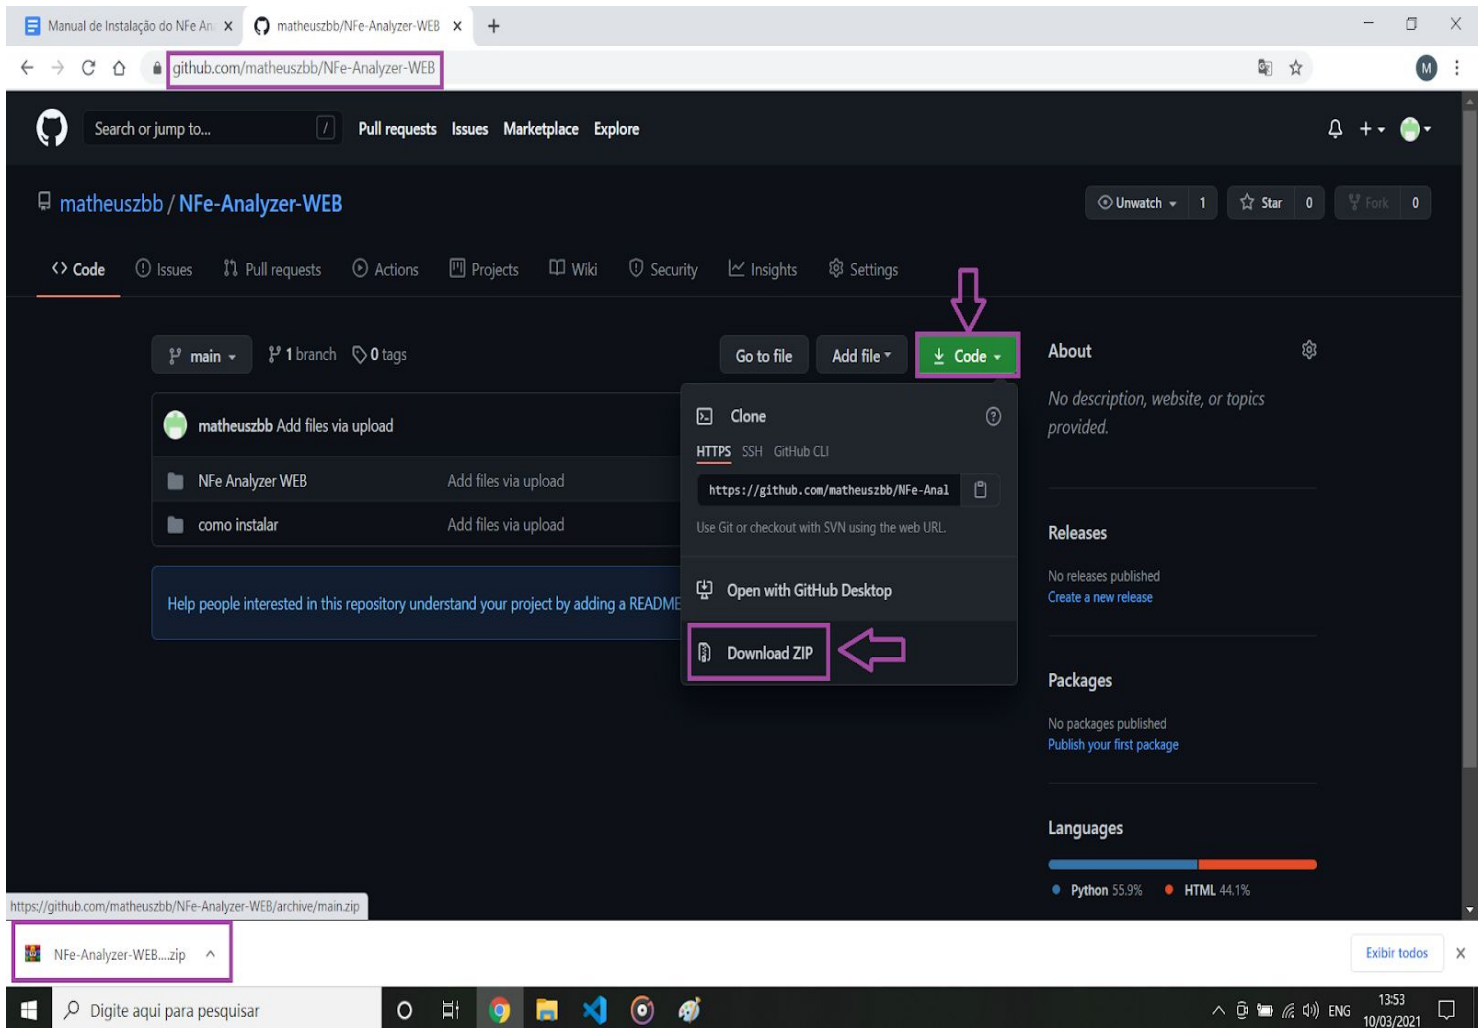 Manual de Instalação do NFe An
matheuszbb/NFe-Analyzer-WEB
github.com/matheuszbb/NFe-Analyzer-WEB
M
Search or jump to...
/
Pull requests Issues Marketplace Explore
matheuszbb / NFe-Analyzer-WEB
Unwatch 1
Star 0
Fork 0
<> Code Issues Pull requests Actions Projects Wiki Security Insights Settings
main 1 branch 0 tags
Go to file Add file Code
matheuszbb Add files via upload
NFe Analyzer WEB Add files via upload
como instalar Add files via upload
Help people interested in this repository understand your project by adding a README
Clone
HTTPS SSH GitHub CLI
https://github.com/matheuszbb/NFe-Anal
Use Git or checkout with SVN using the web URL.
Open with GitHub Desktop
Download ZIP
About
No description, website, or topics
provided.
Releases
No releases published
Create a new release
Packages
No packages published
Publish your first package
Languages
Python 55.9% HTML 44.1%
https://github.com/matheuszbb/NFe-Analyzer-WEB/archive/main.zip
NFe-Analyzer-WEB....zip
Exibir todos
Digite aqui para pesquisar
ENG
13:53
10/03/2021